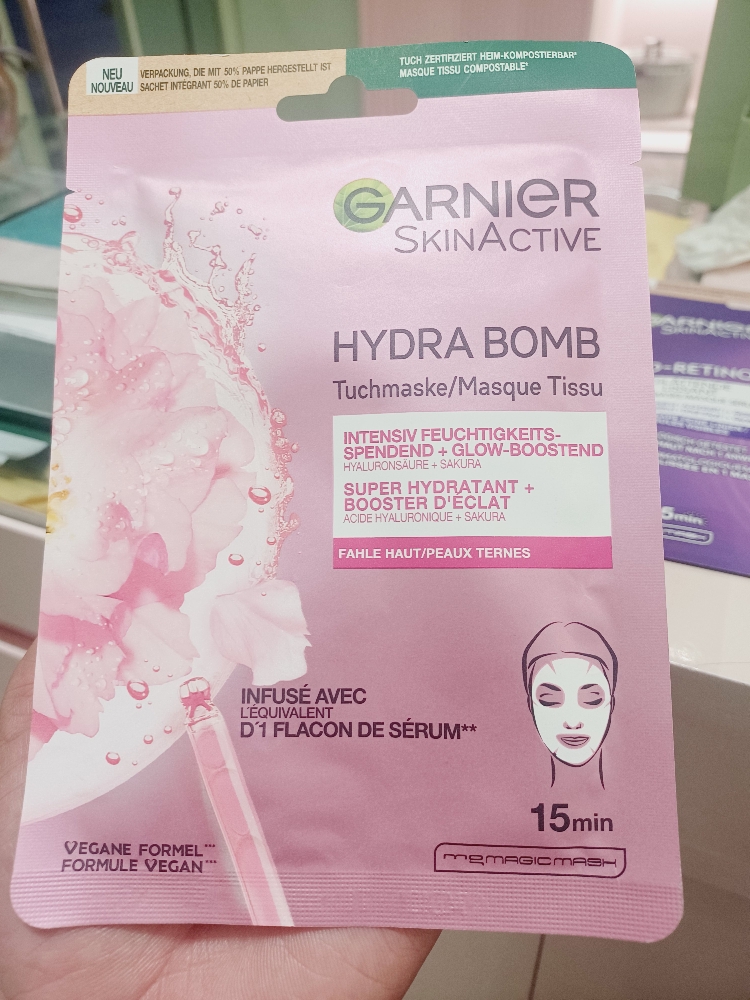 NEU
NOUVEAU
VERPACKUNG, DIE MIT 50% PAPPE HERGESTELLT IST
SACHET INTÉGRANT 50% DE PAPIER
TUCH ZERTIFIZIERT HEIM-KOMPOSTIERBAR*
MASQUE TISSU COMPOSTABLE*
GARNIER
SKINACTIVE
HYDRA BOMB
Tuchmaske/Masque Tissu
INTENSIV FEUCHTIGKEITS-
SPENDEND + GLOW-BOOSTEND
HYALURONSÄURE + SAKURA
SUPER HYDRATANT +
BOOSTER D'ÉCLAT
ACIDE HYALURONIQUE + SAKURA
FAHLE HAUT/PEAUX TERNES
INFUSÉ AVEC
L'ÉQUIVALENT
D'1 FLACON DE SÉRUM**
15min
VEGANE FORMEL***
FORMULE VEGAN***
MAGIC MASK
GARNIER
5min